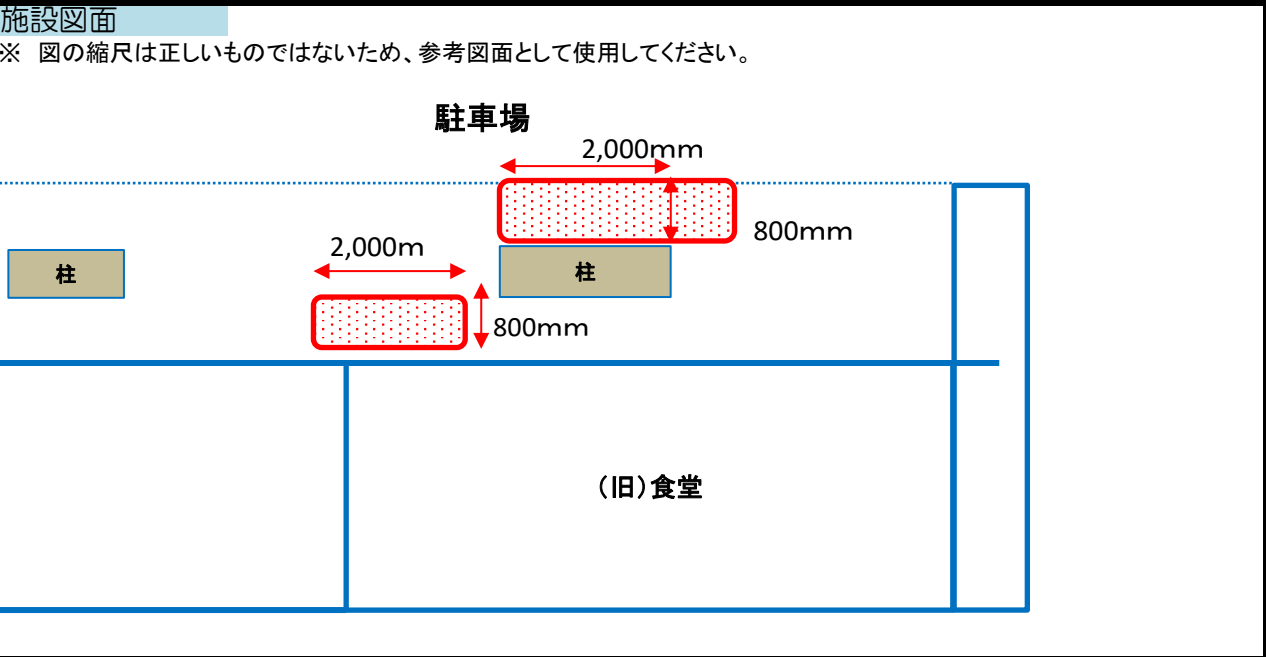 施設図面
※ 図の縮尺は正しいものではないため、参考図面として使用してください。
駐車場
2,000mm
800mm
2,000m
柱
柱
800mm
（旧）食堂